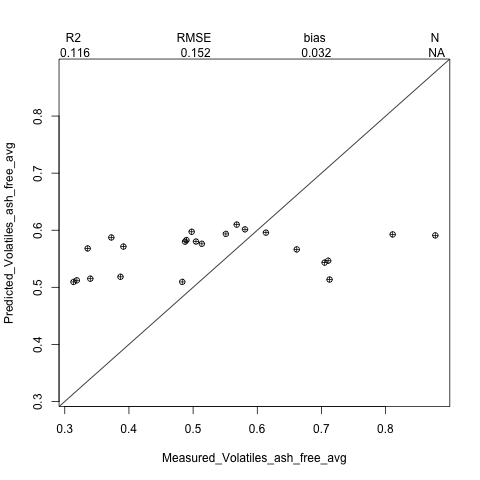 R2 RMSE bias N
0.116 0.152 0.032 NA
Predicted_Volatiles_ash_free_avg
0.8
0.7
0.6
0.5
0.4
0.3
0.3 0.4 0.5 0.6 0.7 0.8
Measured_Volatiles_ash_free_avg